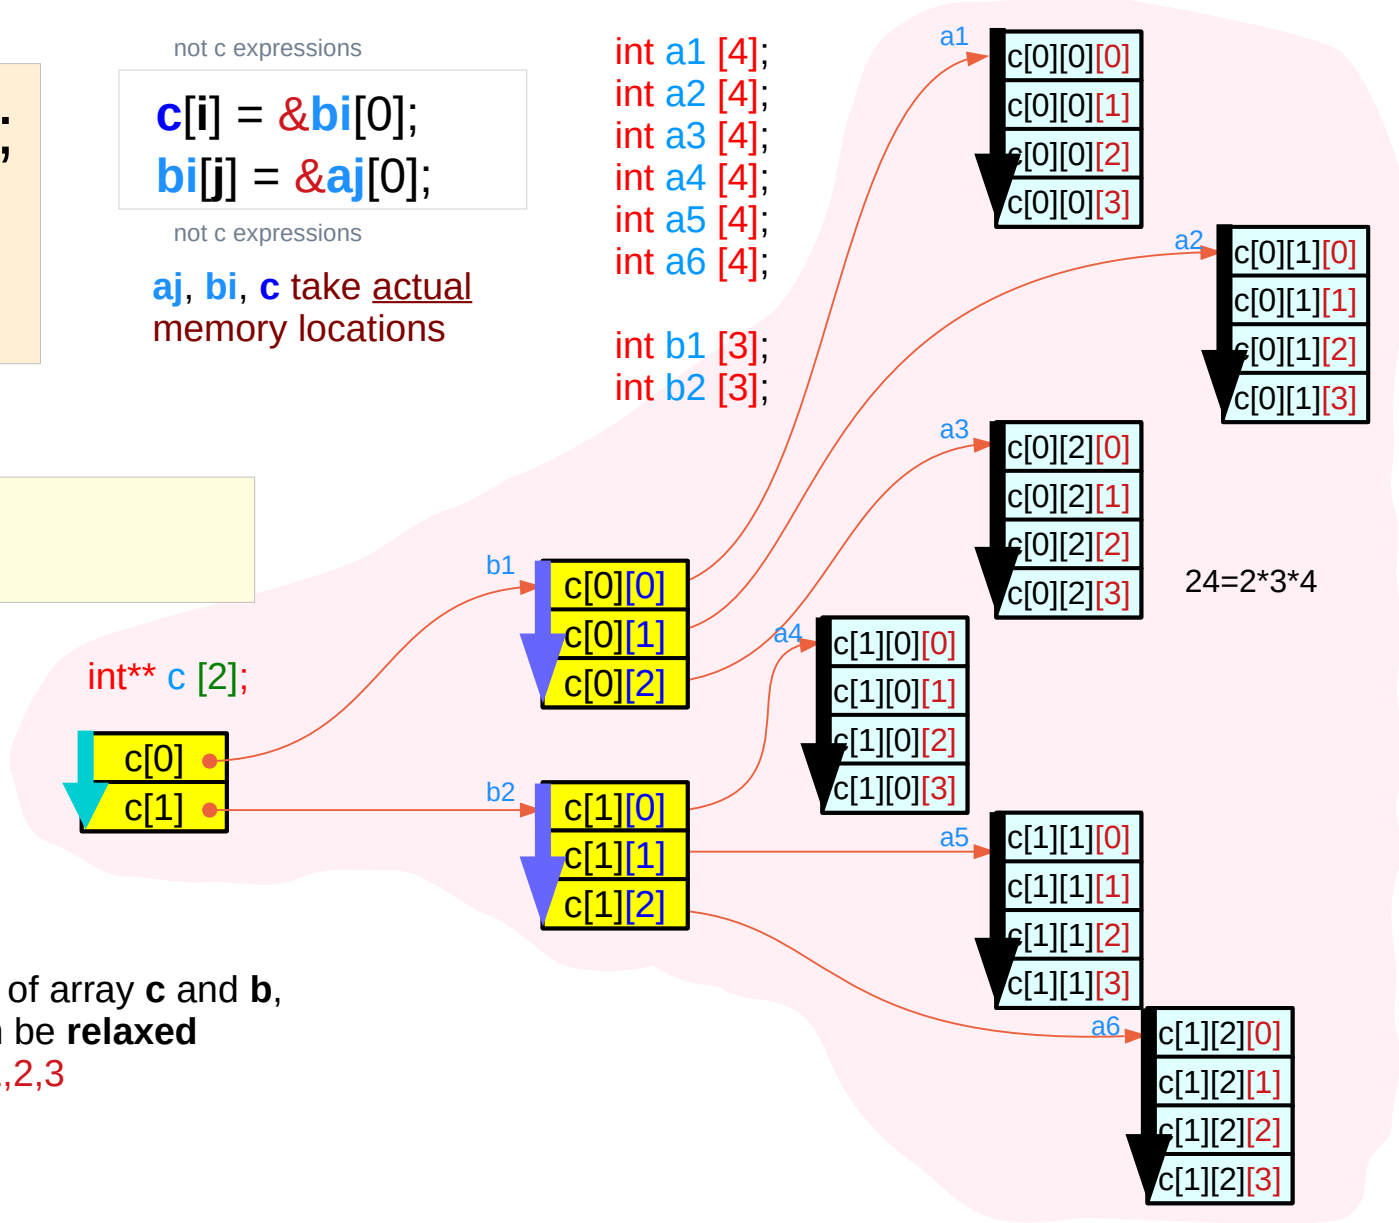 not c expressions
c[i] = &bi[0];
bi[j] = &aj[0];
not c expressions
aj, bi, c take actual
memory locations
;
int a1 [4];
int a2 [4];
int a3 [4];
int a4 [4];
int a5 [4];
int a6 [4];
int b1 [3];
int b2 [3];
int** c [2];
c[0]
c[1]
b1
c[0][0]
c[0][1]
c[0][2]
b2
c[1][0]
c[1][1]
c[1][2]
a1
c[0][0][0]
c[0][0][1]
c[0][0][2]
c[0][0][3]
a2
c[0][1][0]
c[0][1][1]
c[0][1][2]
c[0][1][3]
a3
c[0][2][0]
c[0][2][1]
c[0][2][2]
c[0][2][3]
24=2*3*4
a4
c[1][0][0]
c[1][0][1]
c[1][0][2]
c[1][0][3]
a5
c[1][1][0]
c[1][1][1]
c[1][1][2]
c[1][1][3]
a6
c[1][2][0]
c[1][2][1]
c[1][2][2]
c[1][2][3]
of array c and b,
be relaxed
,2,3